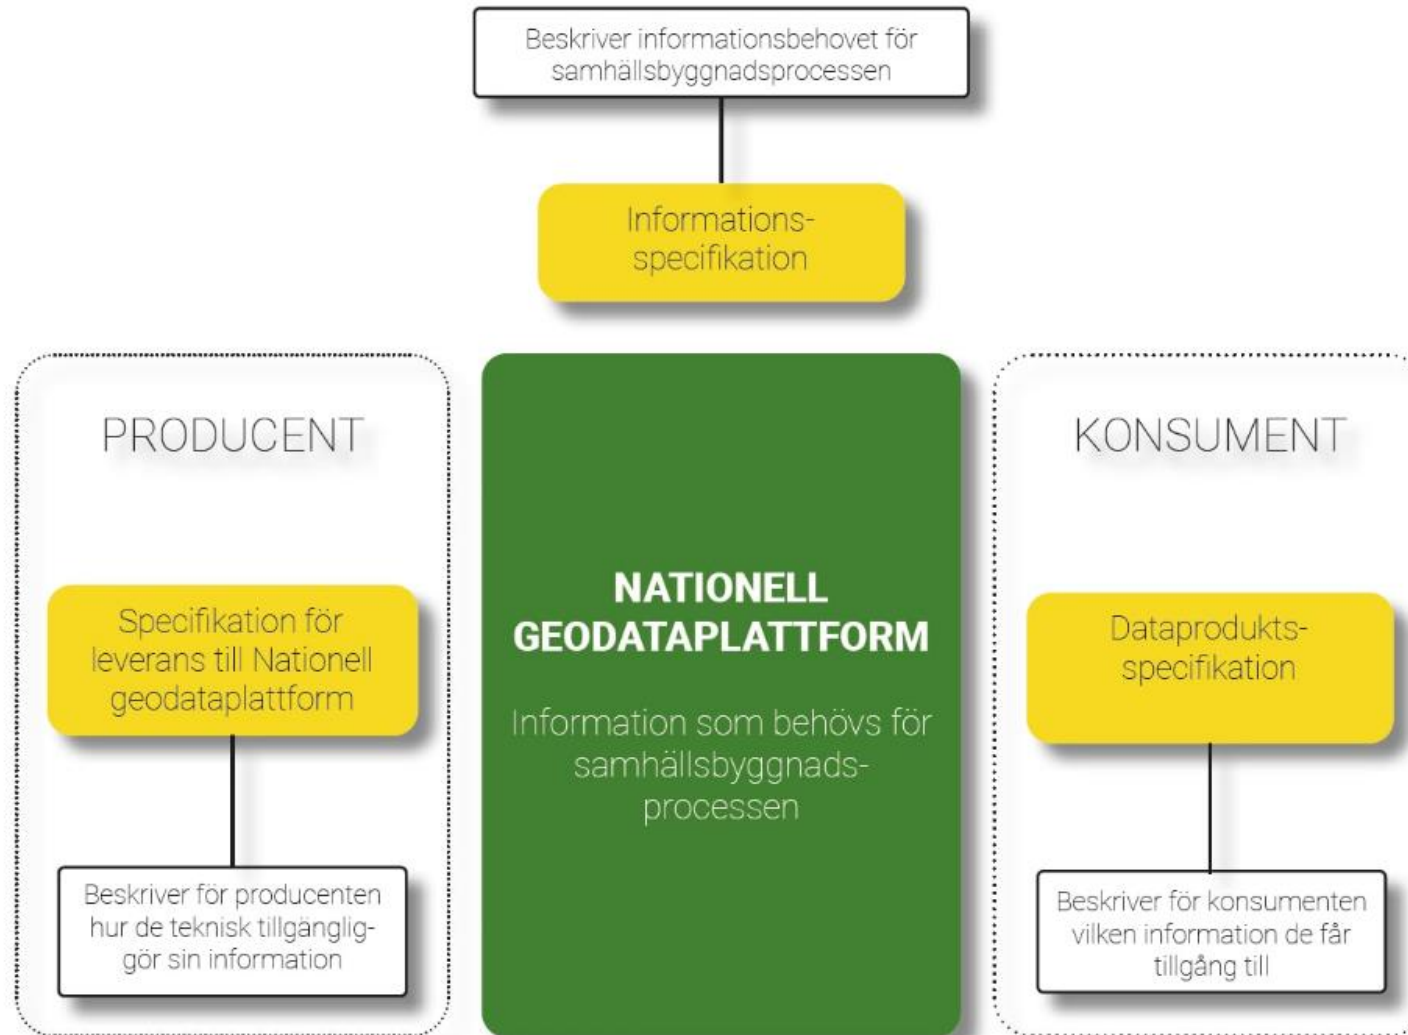 Beskriver informationsbehovet för
samhällsbyggnadsprocessen
Informations-
specifikation
PRODUCENT
Specifikation för
leverans till Nationell
geodataplattform
Beskriver för producenten
hur de teknisk tillgänglig-
gör sin information
NATIONELL
GEODATAPLATTFORM
Information som behövs för
samhällsbyggnads-
processen
KONSUMENT
Dataprodukts-
specifikation
Beskriver för konsumenten
vilken information de får
tillgång till